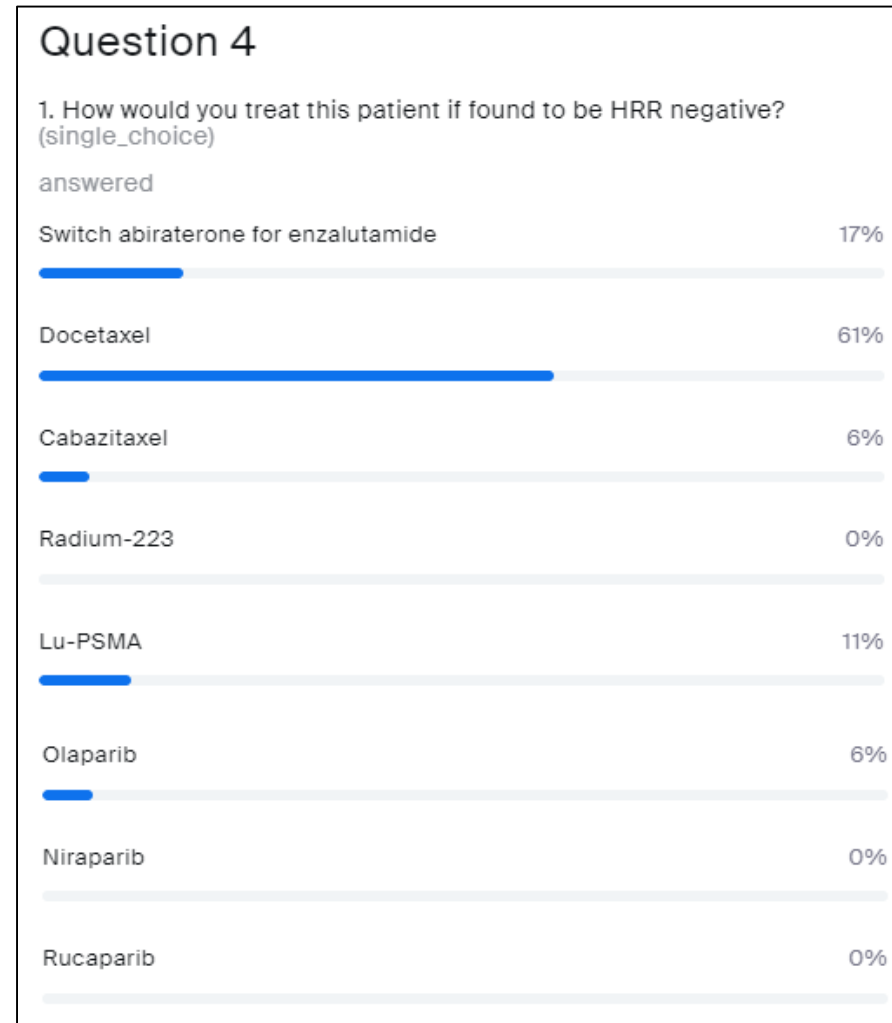 Question 4
1. How would you treat this patient if found to be HRR negative?
(single_choice)
answered
Switch abiraterone for enzalutamide 17%
Docetaxel 61%
Cabazitaxel 6%
Radium-223 0%
Lu-PSMA 11%
Olaparib 6%
Niraparib 0%
Rucaparib 0%